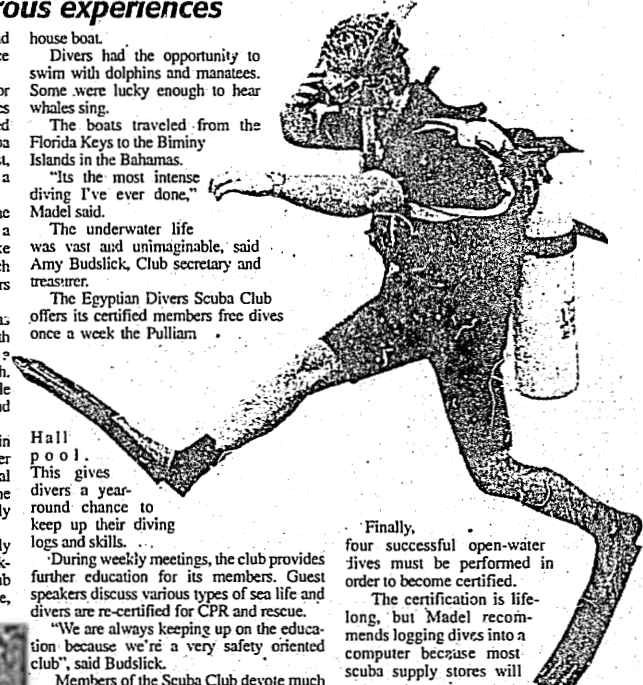 rous experiences
house boat.
Divers had the opportunity to
swim with dolphins and manatees.
Some were lucky enough to hear
whales sing.
The boats traveled from the
Florida Keys to the Biminy
Islands in the Bahamas.
"Its the most intense
diving I've ever done,"
Madel said.
The underwater life
was vast and unimaginable, said
Amy Budslick, Club secretary and
treasurer.
The Egyptian Divers Scuba Club
offers its certified members free dives
once a week the Pulliam
Hall
pool.
This gives
divers a year-
round chance to
keep up their diving
logs and skills.
During weekly meetings, the club provides
further education for its members. Guest
speakers discuss various types of sea life and
divers are re-certified for CPR and rescue.
"We are always keeping up on the educa-
tion because we're a very safety oriented
club", said Budslick.
Members of the Scuba Club devote much
Finally,
four successful open-water
dives must be performed in
order to become certified.
The certification is life-
long, but Madel recom-
mends logging dives into a
computer because most
scuba supply stores will